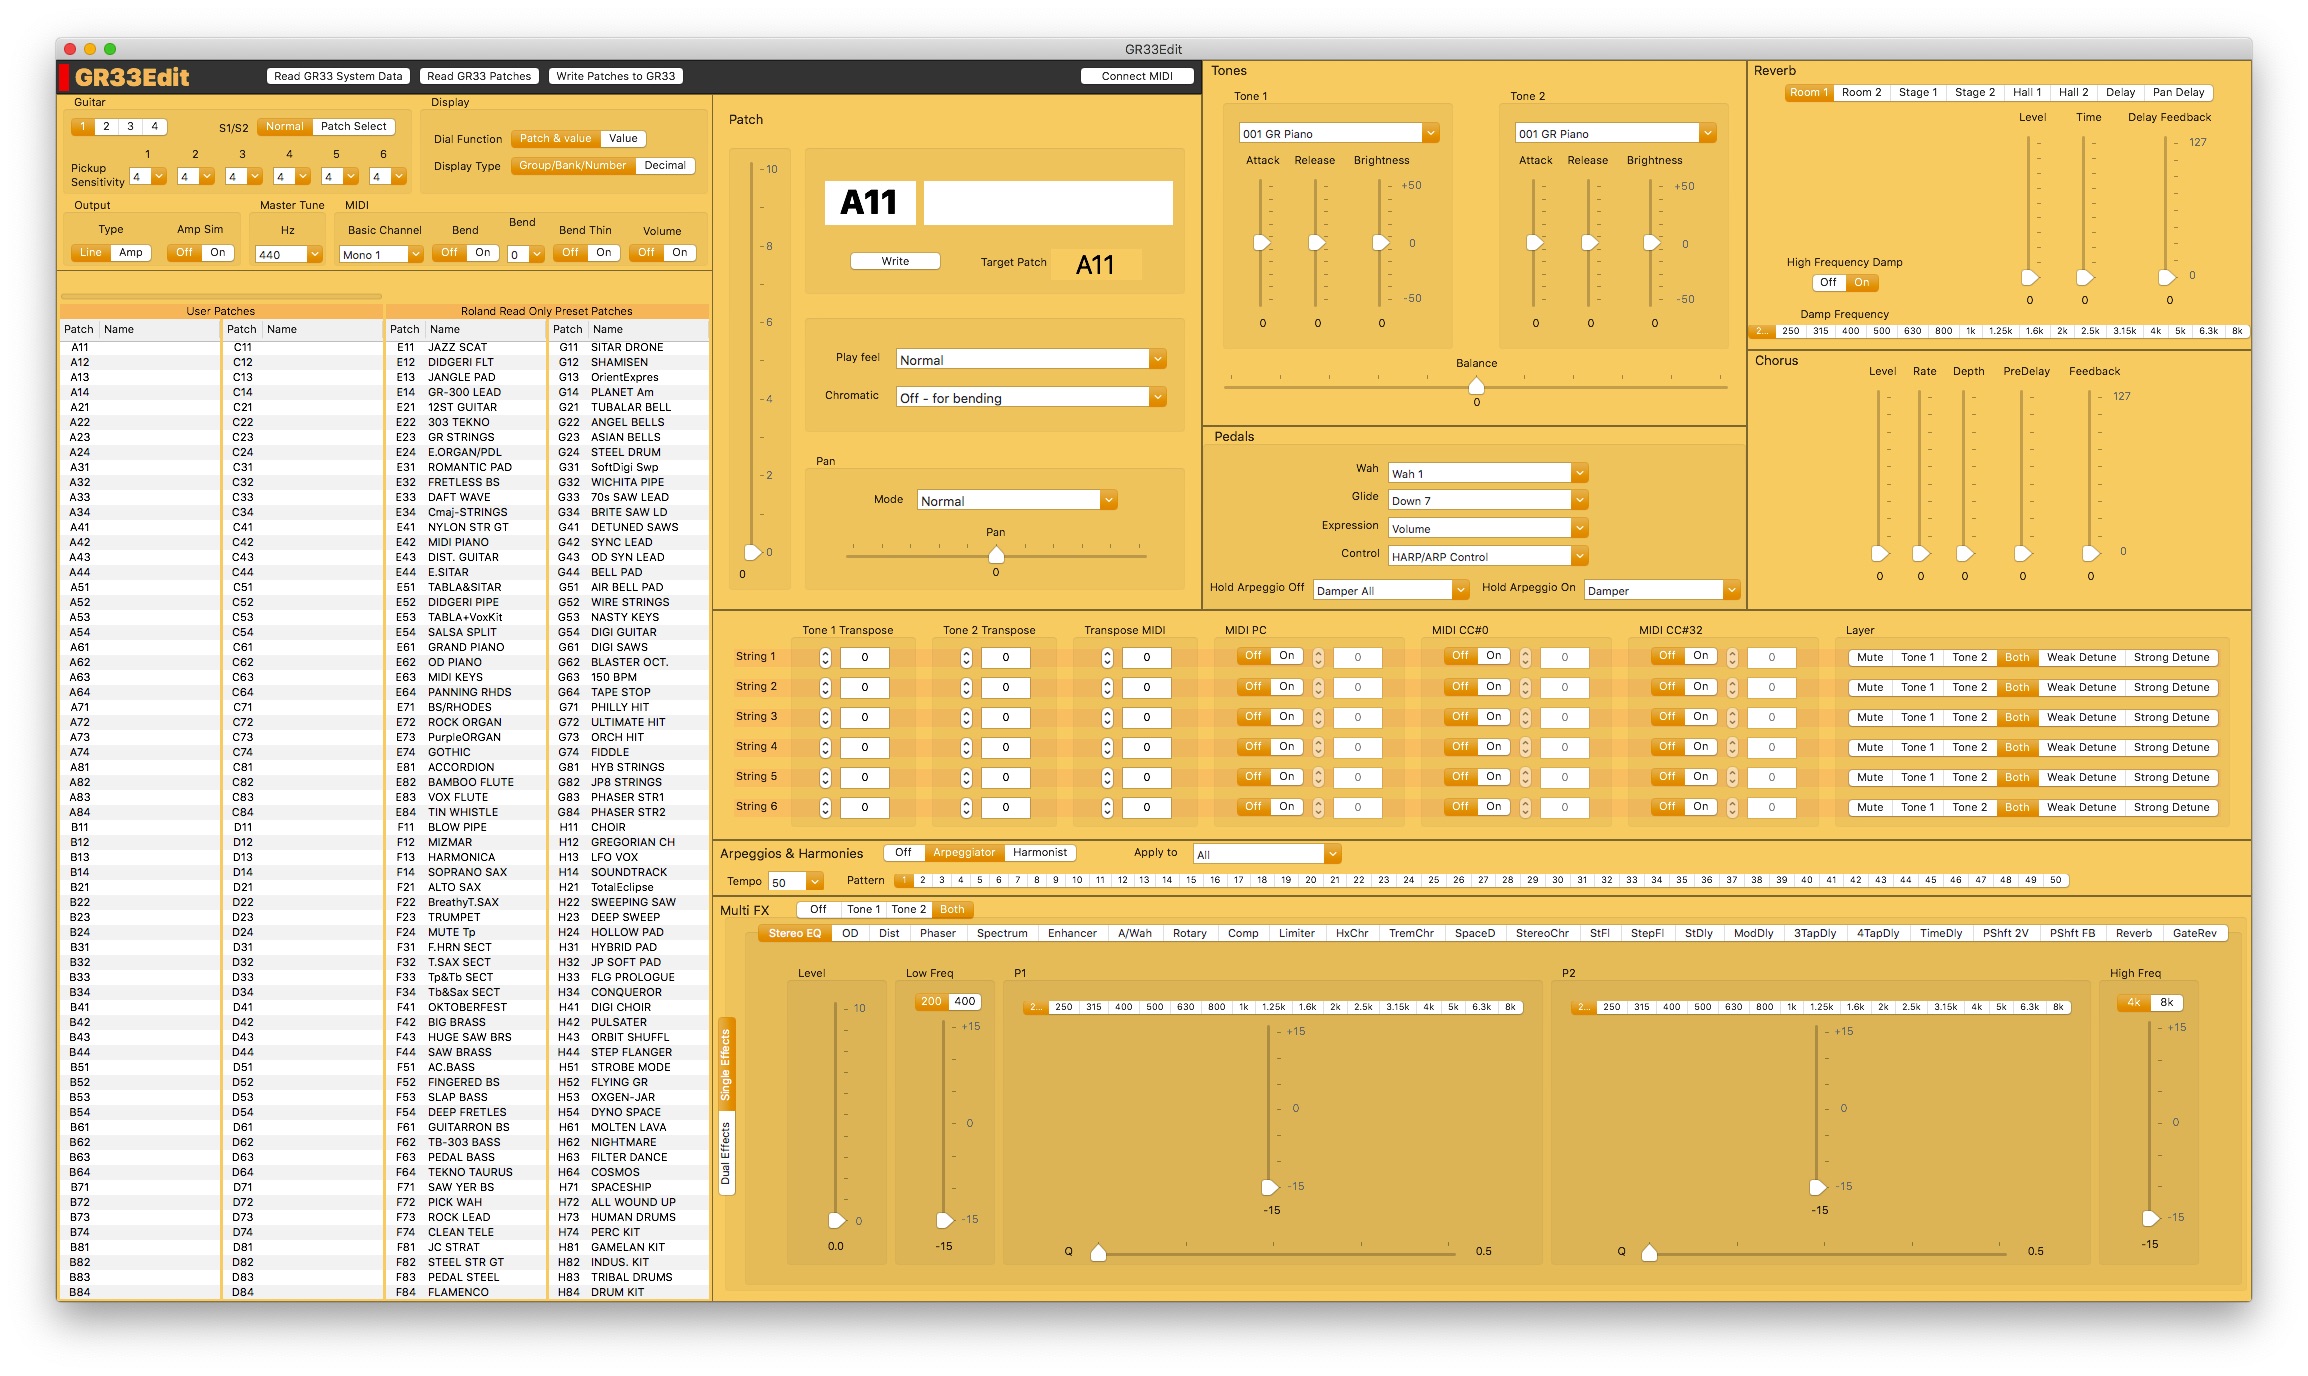 GR33Edit
GR33Edit
Read GR33 System Data Read GR33 Patches Write Patches to GR33 Connect MIDI
Guitar
1 2 3 4 S1/S2 Normal Patch Select
1 2 3 4 5 6
Pickup Sensitivity 4 4 4 4 4 4
Display
Dial Function Patch & value Value
Display Type Group/Bank/Number Decimal
Output
Type Amp Sim
Line Amp Off On
Master Tune
Hz
440
MIDI
Basic Channel Bend Bend Bend Thin Volume
Mono 1 Off On 0 Off On Off On
User Patches Roland Read Only Preset Patches
Patch Name Patch Name Patch Name Patch Name
A11 C11 E11 JAZZ SCAT G11 SITAR DRONE
A12 C12 E12 DIDGERI FLT G12 SHAMISEN
A13 C13 E13 JANGLE PAD G13 OrientExpres
A14 C14 E14 GR-300 LEAD G14 PLANET Am
A21 C21 E21 12ST GUITAR G21 TUBALAR BELL
A22 C22 E22 303 TEKNO G22 ANGEL BELLS
A23 C23 E23 GR STRINGS G23 ASIAN BELLS
A24 C24 E24 E.ORGAN/PDL G24 STEEL DRUM
A31 C31 E31 ROMANTIC PAD G31 SoftDigi Swp
A32 C32 E32 FRETLESS BS G32 WICHITA PIPE
A33 C33 E33 DAFT WAVE G33 70s SAW LEAD
A34 C34 E34 Cmaj-STRINGS G34 BRITE SAW LD
A41 C41 E41 NYLON STR GT G41 DETUNED SAWS
A42 C42 E42 MIDI PIANO G42 SYNC LEAD
A43 C43 E43 DIST. GUITAR G43 OD SYN LEAD
A44 C44 E44 E.SITAR G44 BELL PAD
A51 C51 E51 TABLA&SITAR G51 AIR BELL PAD
A52 C52 E52 DIDGERI PIPE G52 WIRE STRINGS
A53 C53 E53 TABLA+VoxKit G53 NASTY KEYS
A54 C54 E54 SALSA SPLIT G54 DIGI GUITAR
A61 C61 E61 GRAND PIANO G61 DIGI SAWS
A62 C62 E62 OD PIANO G62 BLASTER OCT.
A63 C63 E63 MIDI KEYS G63 150 BPM
A64 C64 E64 PANNING RHDS G64 TAPE STOP
A71 C71 E71 BS/RHODES G71 PHILLY HIT
A72 C72 E72 ROCK ORGAN G72 ULTIMATE HIT
A73 C73 E73 PurpleORGAN G73 ORCH HIT
A74 C74 E74 GOTHIC G74 FIDDLE
A81 C81 E81 ACCORDION G81 HYB STRINGS
A82 C82 E82 BAMBOO FLUTE G82 JP8 STRINGS
A83 C83 E83 VOX FLUTE G83 PHASER STR1
A84 C84 E84 TIN WHISTLE G84 PHASER STR2
B11 D11 F11 BLOW PIPE H11 CHOIR
B12 D12 F12 MIZMAR H12 GREGORIAN CH
B13 D13 F13 HARMONICA H13 LFO VOX
B14 D14 F14 SOPRANO SAX H14 SOUNDTRACK
B21 D21 F21 ALTO SAX H21 TotalEclipse
B22 D22 F22 BreathyT.SAX H22 SWEEPING SAW
B23 D23 F23 TRUMPET H23 DEEP SWEEP
B24 D24 F24 MUTE Tp H24 HOLLOW PAD
B31 D31 F31 F.HRN SECT H31 HYBRID PAD
B32 D32 F32 T.SAX SECT H32 JP SOFT PAD
B33 D33 F33 Tp&Tb SECT H33 FLG PROLOGUE
B34 D34 F34 Tb&Sax SECT H34 CONQUEROR
B41 D41 F41 OKTOBERFEST H41 DIGI CHOIR
B42 D42 F42 BIG BRASS H42 PULSATER
B43 D43 F43 HUGE SAW BRS H43 ORBIT SHUFFL
B44 D44 F44 SAW BRASS H44 STEP FLANGER
B51 D51 F51 AC.BASS H51 STROBE MODE
B52 D52 F52 FINGERED BS H52 FLYING GR
B53 D53 F53 SLAP BASS H53 OXGEN-JAR
B54 D54 F54 DEEP FRETLES H54 DYNO SPACE
B61 D61 F61 GUITARRON BS H61 MOLTEN LAVA
B62 D62 F62 TB-303 BASS H62 NIGHTMARE
B63 D63 F63 PEDAL BASS H63 FILTER DANCE
B64 D64 F64 TEKNO TAURUS H64 COSMOS
B71 D71 F71 SAW YER BS H71 SPACESHIP
B72 D72 F72 PICK WAH H72 ALL WOUND UP
B73 D73 F73 ROCK LEAD H73 HUMAN DRUMS
B74 D74 F74 CLEAN TELE H74 PERC KIT
B81 D81 F81 JC STRAT H81 GAMELAN KIT
B82 D82 F82 STEEL STR GT H82 INDUS. KIT
B83 D83 F83 PEDAL STEEL H83 TRIBAL DRUMS
B84 D84 F84 FLAMENCO H84 DRUM KIT
Patch
10
8
6
4
2
0
0
A11
Write Target Patch A11
Play feel Normal
Chromatic Off - for bending
Pan
Mode Normal
Pan
0
Tones
Tone 1
001 GR Piano
Attack Release Brightness
+50
0
-50
0 0 0
Tone 2
001 GR Piano
Attack Release Brightness
+50
0
-50
0 0 0
Balance
0
Pedals
Wah Wah 1
Glide Down 7
Expression Volume
Control HARP/ARP Control
Hold Arpeggio Off Damper All Hold Arpeggio On Damper
Reverb
Room 1 Room 2 Stage 1 Stage 2 Hall 1 Hall 2 Delay Pan Delay
Level Time Delay Feedback
127
High Frequency Damp
Off On
0
0 0 0
Damp Frequency
2... 250 315 400 500 630 800 1k 1.25k 1.6k 2k 2.5k 3.15k 4k 5k 6.3k 8k
Chorus
Level Rate Depth PreDelay Feedback
127
0
0 0 0 0 0
Tone 1 Transpose Tone 2 Transpose Transpose MIDI MIDI PC MIDI CC#0 MIDI CC#32 Layer
String 1 0 0 0 Off On 0 Off On 0 Off On 0 Mute Tone 1 Tone 2 Both Weak Detune Strong Detune
String 2 0 0 0 Off On 0 Off On 0 Off On 0 Mute Tone 1 Tone 2 Both Weak Detune Strong Detune
String 3 0 0 0 Off On 0 Off On 0 Off On 0 Mute Tone 1 Tone 2 Both Weak Detune Strong Detune
String 4 0 0 0 Off On 0 Off On 0 Off On 0 Mute Tone 1 Tone 2 Both Weak Detune Strong Detune
String 5 0 0 0 Off On 0 Off On 0 Off On 0 Mute Tone 1 Tone 2 Both Weak Detune Strong Detune
String 6 0 0 0 Off On 0 Off On 0 Off On 0 Mute Tone 1 Tone 2 Both Weak Detune Strong Detune
Arpeggios & Harmonies Off Arpeggiator Harmonist Apply to All
Tempo 50 Pattern 1 2 3 4 5 6 7 8 9 10 11 12 13 14 15 16 17 18 19 20 21 22 23 24 25 26 27 28 29 30 31 32 33 34 35 36 37 38 39 40 41 42 43 44 45 46 47 48 49 50
Multi FX Off Tone 1 Tone 2 Both
Stereo EQ OD Dist Phaser Spectrum Enhancer A/Wah Rotary Comp Limiter HxChr TremChr SpaceD StereoChr StFl StepFl StDly ModDly 3TapDly 4TapDly TimeDly PShft 2V PShft FB Reverb GateRev
Single Effects
Dual Effects
Level
10
0
0.0
Low Freq
200 400
+15
0
-15
-15
P1
2... 250 315 400 500 630 800 1k 1.25k 1.6k 2k 2.5k 3.15k 4k 5k 6.3k 8k
+15
0
-15
-15
Q 0.5
P2
2... 250 315 400 500 630 800 1k 1.25k 1.6k 2k 2.5k 3.15k 4k 5k 6.3k 8k
+15
0
-15
-15
Q 0.5
High Freq
4k 8k
+15
0
-15
-15